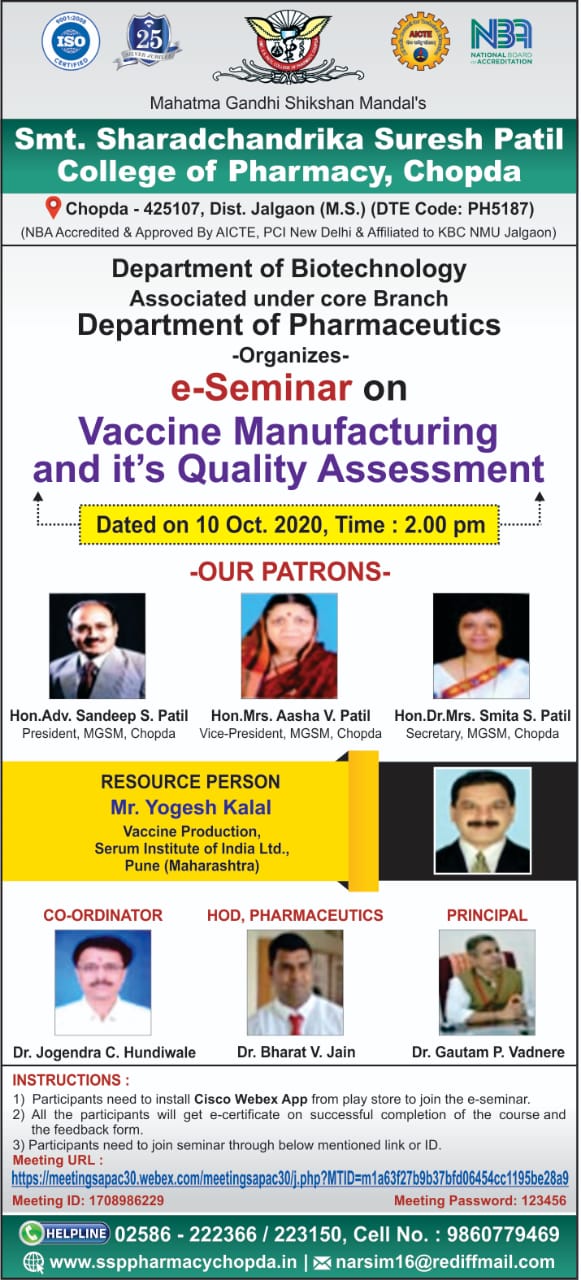 9001:2008
ISO
CERTIFIED
25
SILVER JUBILEE
AICTE
NBA
NATIONAL BOARD
of ACCREDITATION
Mahatma Gandhi Shikshan Mandal's
Smt. Sharadchandrika Suresh Patil
College of Pharmacy, Chopda
Chopda - 425107, Dist. Jalgaon (M.S.) (DTE Code: PH5187)
(NBA Accredited & Approved By AICTE, PCI New Delhi & Affiliated to KBC NMU Jalgaon)
Department of Biotechnology
Associated under core Branch
Department of Pharmaceutics
-Organizes-
e-Seminar on
Vaccine Manufacturing
and it's Quality Assessment
Dated on 10 Oct. 2020, Time : 2.00 pm
-OUR PATRONS-
Hon.Adv. Sandeep S. Patil
President, MGSM, Chopda
Hon.Mrs. Aasha V. Patil
Vice-President, MGSM, Chopda
Hon.Dr.Mrs. Smita S. Patil
Secretary, MGSM, Chopda
RESOURCE PERSON
Mr. Yogesh Kalal
Vaccine Production,
Serum Institute of India Ltd.,
Pune (Maharashtra)
CO-ORDINATOR
HOD, PHARMACEUTICS
PRINCIPAL
Dr. Jogendra C. Hundiwale
Dr. Bharat V. Jain
Dr. Gautam P. Vadnere
INSTRUCTIONS :
1) Participants need to install Cisco Webex App from play store to join the e-seminar.
2) All the participants will get e-certificate on successful completion of the course and
the feedback form.
3) Participants need to join seminar through below mentioned link or ID.
Meeting URL :
https://meetingsapac30.webex.com/meetingsapac30/j.php?MTID=m1a63f27b9b37bfd06454cc1195be28a9
Meeting ID: 1708986229
Meeting Password: 123456
HELPLINE 02586 - 222366 / 223150, Cell No. : 9860779469
www.ssppharmacychopda.in | narsim16@rediffmail.com